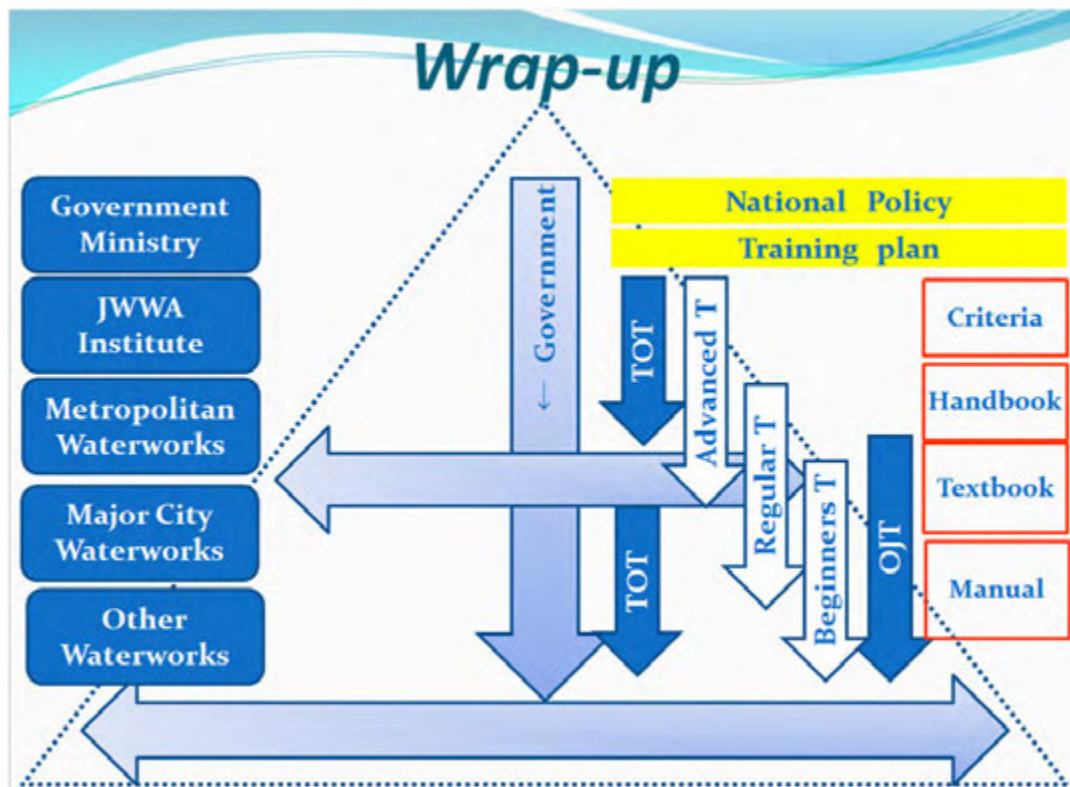 Wrap-up
Government
Ministry
JWWA
Institute
Metropolitan
Waterworks
Major City
Waterworks
Other
Waterworks
← Government
National Policy
Training plan
TOT
Advanced T
Regular T
Beginners T
OJT
TOT
Criteria
Handbook
Textbook
Manual